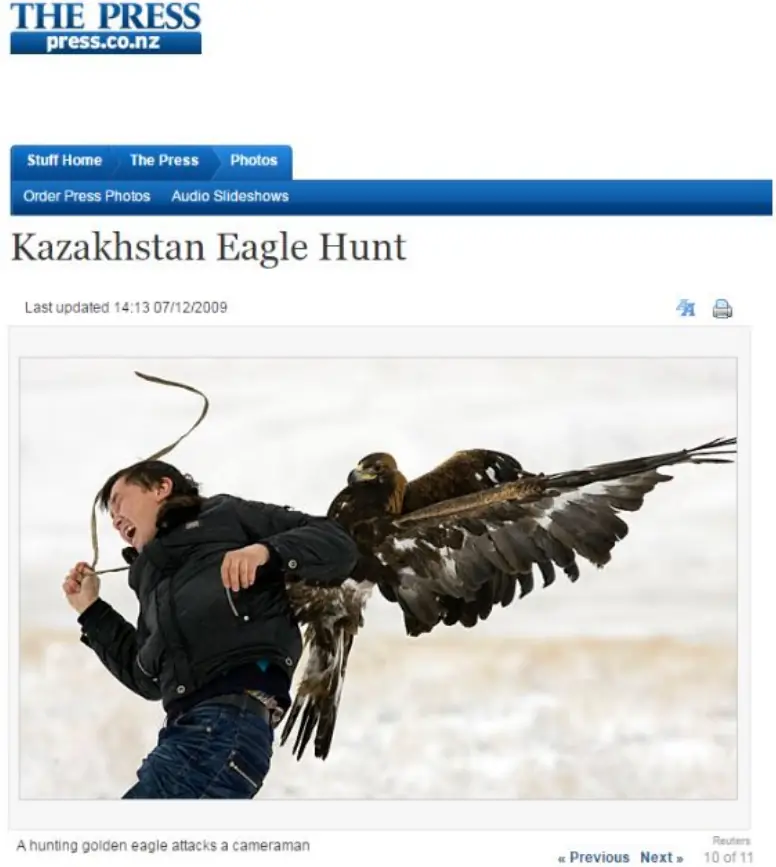 THE PRESS
press.co.nz
Stuff Home The Press Photos
Order Press Photos Audio Slideshows
Kazakhstan Eagle Hunt
Last updated 14:13 07/12/2009
AA
A hunting golden eagle attacks a cameraman
Reuters
« Previous Next » 10 of 11